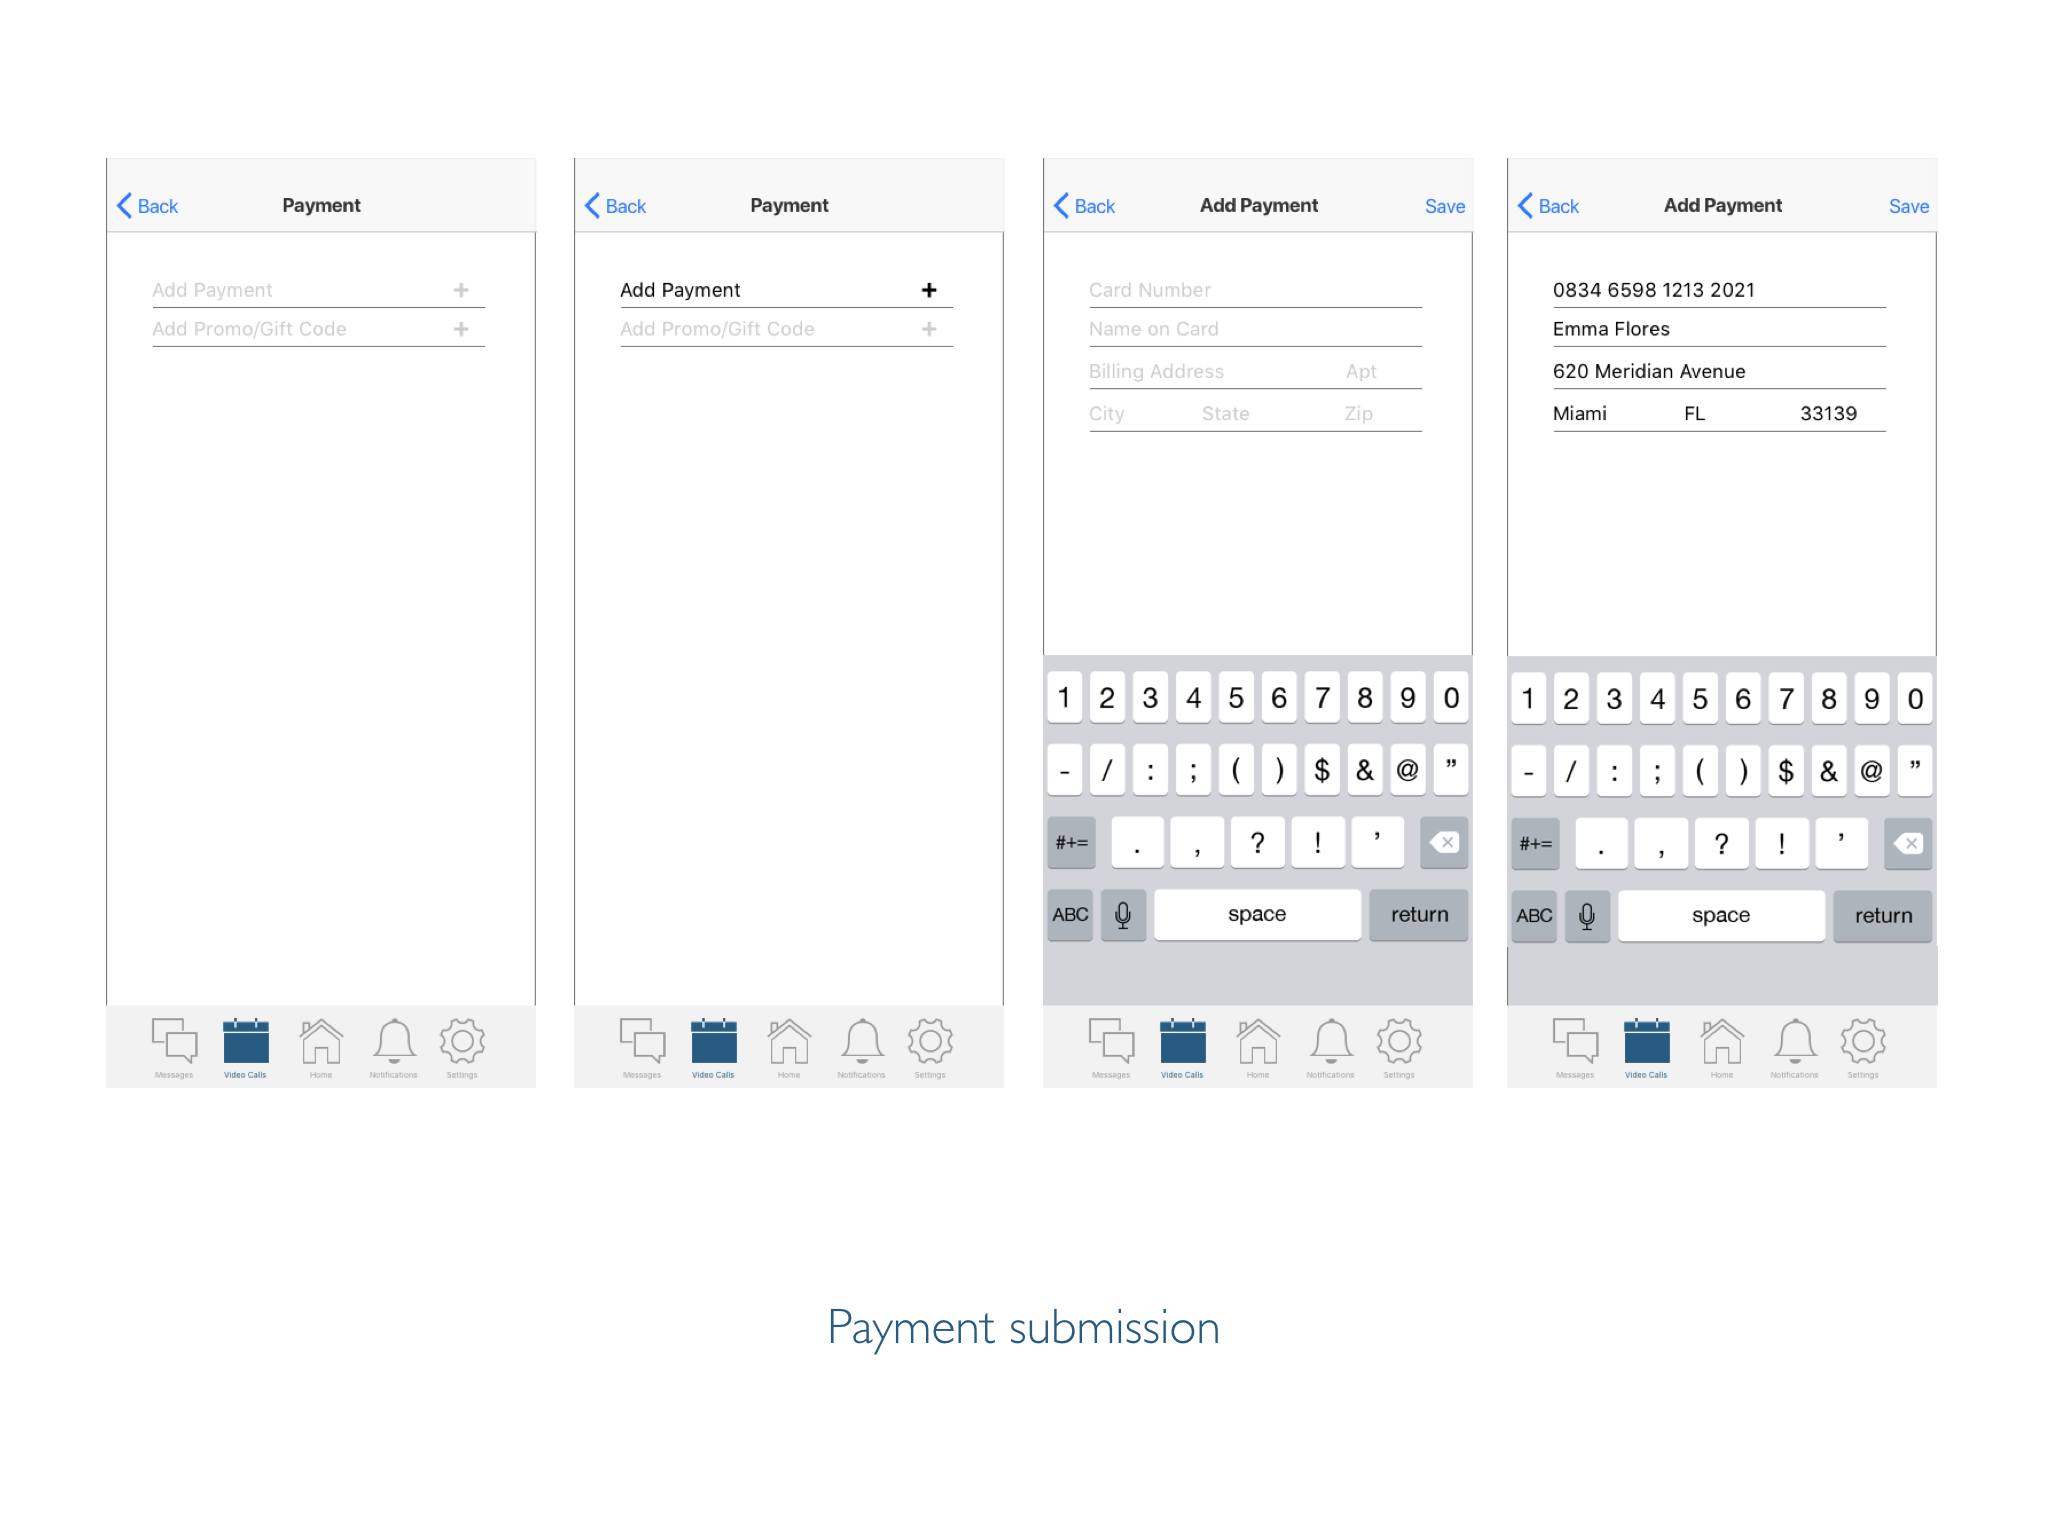 Back Payment
Add Payment +
Add Promo/Gift Code +
Messages Video Calls Home Notifications Settings
Back Payment
Add Payment +
Add Promo/Gift Code +
Messages Video Calls Home Notifications Settings
Back Add Payment Save
Card Number
Name on Card
Billing Address Apt
City State Zip
1 2 3 4 5 6 7 8 9 0
- / : ; ( ) $ & @ ”
#+= . , ? ! ’
ABC space return
Messages Video Calls Home Notifications Settings
Back Add Payment Save
0834 6598 1213 2021
Emma Flores
620 Meridian Avenue
Miami FL 33139
1 2 3 4 5 6 7 8 9 0
- / : ; ( ) $ & @ ”
#+= . , ? ! ’
ABC space return
Messages Video Calls Home Notifications Settings
Payment submission